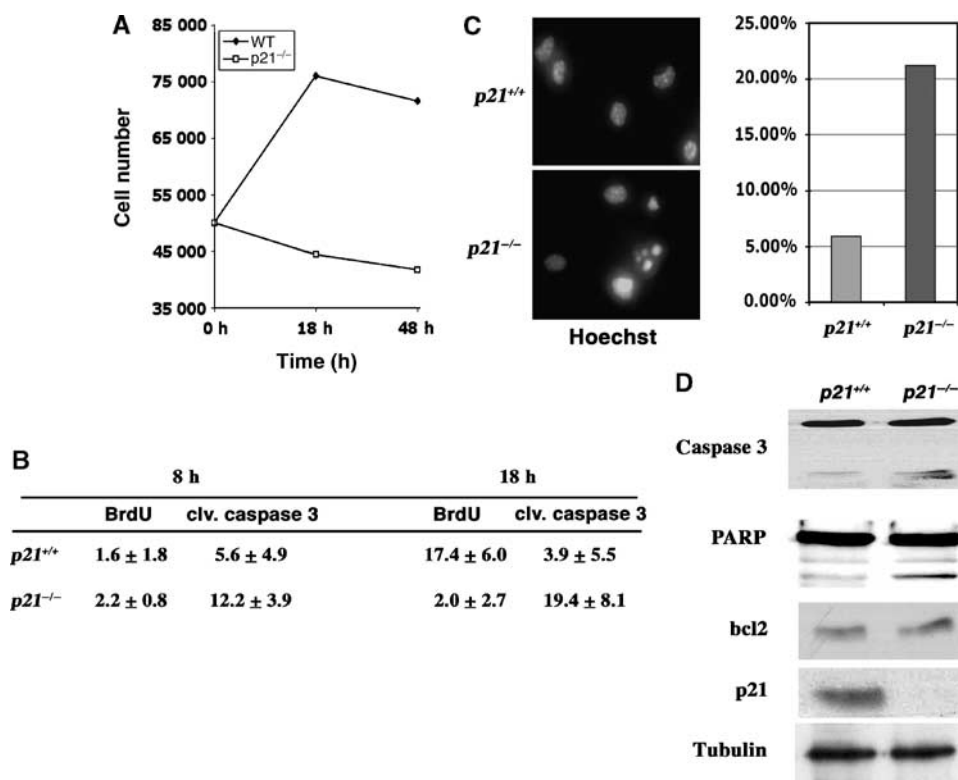 A
WT
p21⁻/⁻
Cell number
85 000
75 000
65 000
55 000
45 000
35 000
0 h
18 h
48 h
Time (h)
B
8 h 18 h
BrdU clv. caspase 3 BrdU clv. caspase 3
p21⁺/⁺ 1.6 ± 1.8 5.6 ± 4.9 17.4 ± 6.0 3.9 ± 5.5
p21⁻/⁻ 2.2 ± 0.8 12.2 ± 3.9 2.0 ± 2.7 19.4 ± 8.1
C
p21⁺/⁺
p21⁻/⁻
Hoechst
25.00%
20.00%
15.00%
10.00%
5.00%
0.00%
p21⁺/⁺ p21⁻/⁻
D
p21⁺/⁺ p21⁻/⁻
Caspase 3
PARP
bcl2
p21
Tubulin